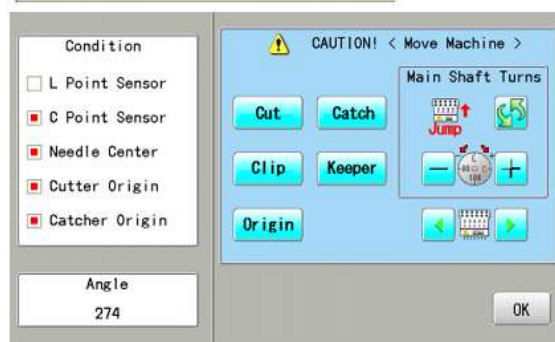 Condition
L Point Sensor
C Point Sensor
Needle Center
Cutter Origin
Catcher Origin
Angle
274
CAUTION! < Move Machine >
Main Shaft Turns
Cut
Catch
Jump
Clip
Keeper
Origin
OK